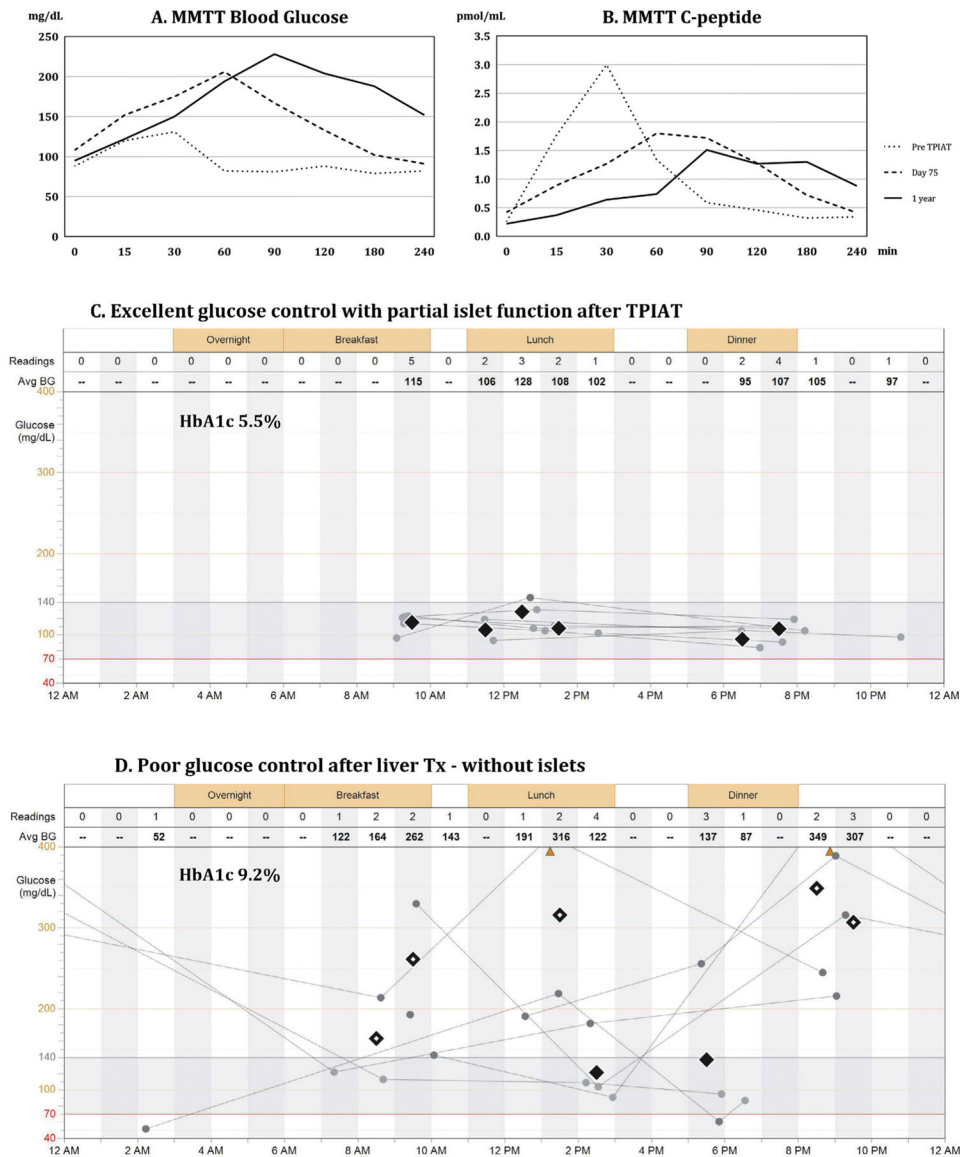 A. MMTT Blood Glucose
mg/dL
250
200
150
100
50
0
0 15 30 60 90 120 180 240
B. MMTT C-peptide
pmol/mL
3.5
3.0
2.5
2.0
1.5
1.0
0.5
0.0
0 15 30 60 90 120 180 240 min
Pre TPIAT
Day 75
1 year
C. Excellent glucose control with partial islet function after TPIAT
Overnight Breakfast Lunch Dinner
Readings 0 0 0 0 0 0 0 0 0 5 0 2 3 2 1 0 0 0 2 4 1 0 1 0
Avg BG -- -- -- -- -- -- -- -- -- 115 -- 106 128 108 102 -- -- -- 95 107 105 -- 97 --
400
Glucose
(mg/dL)
HbA1c 5.5%
300
200
140
100
70
40
12 AM 2 AM 4 AM 6 AM 8 AM 10 AM 12 PM 2 PM 4 PM 6 PM 8 PM 10 PM 12 AM
D. Poor glucose control after liver Tx - without islets
Overnight Breakfast Lunch Dinner
Readings 0 0 1 0 0 0 0 1 2 2 1 0 1 2 4 0 0 3 1 0 2 3 0 0
Avg BG -- -- 52 -- -- -- -- 122 164 262 143 -- 191 316 122 -- -- 137 87 -- 349 307 -- --
400
Glucose
(mg/dL)
HbA1c 9.2%
300
200
140
100
70
40
12 AM 2 AM 4 AM 6 AM 8 AM 10 AM 12 PM 2 PM 4 PM 6 PM 8 PM 10 PM 12 AM